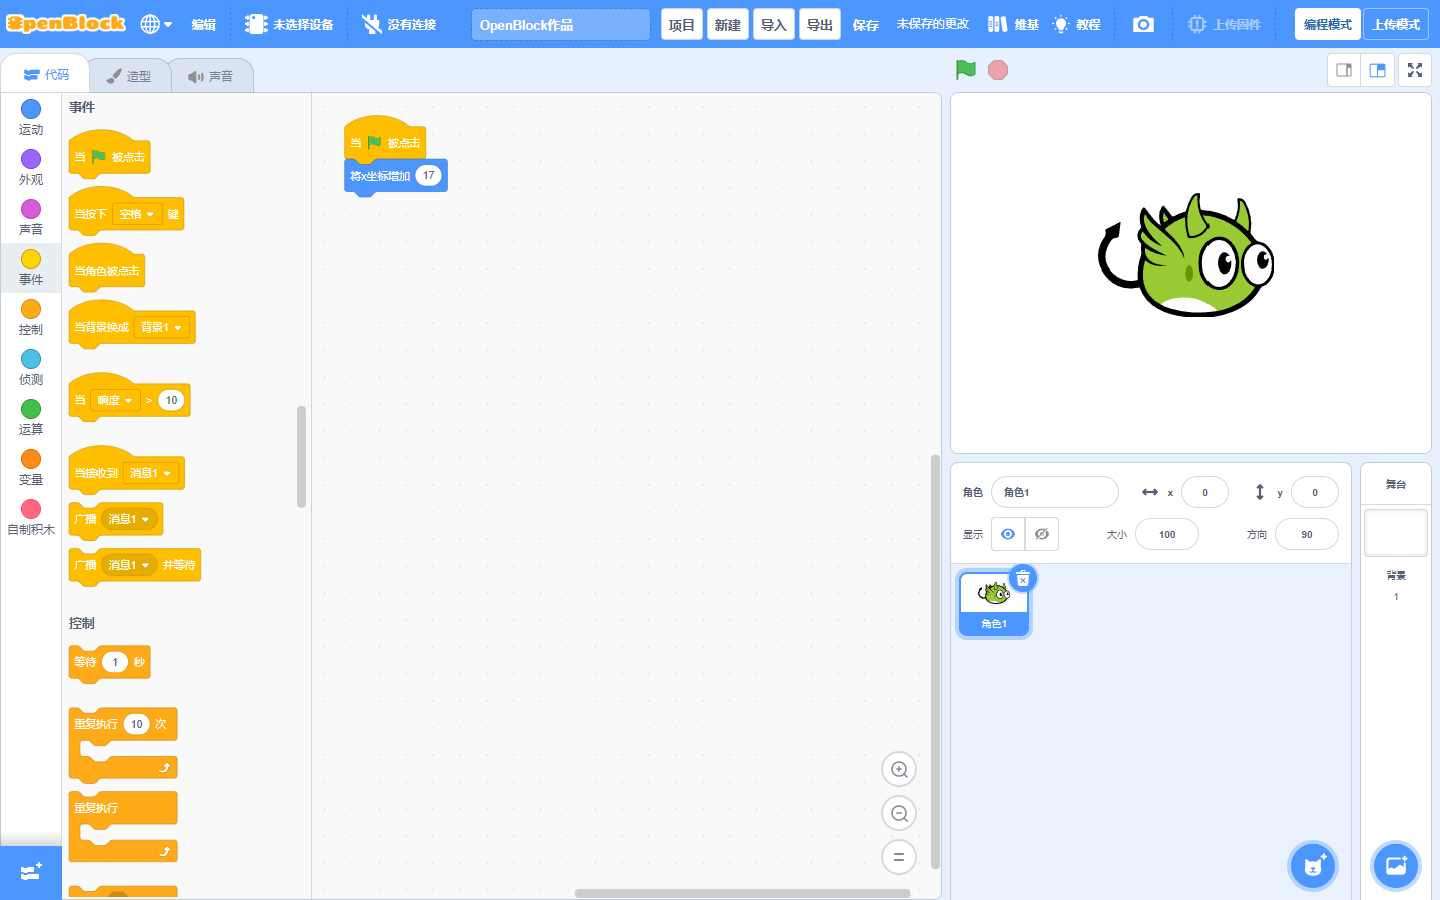 OpenBlock
编辑
未选择设备
没有连接
OpenBlock作品
项目
新建
导入
导出
保存
未保存的更改
维基
教程
上传固件
编程模式
上传模式
代码
造型
声音
运动
外观
声音
事件
控制
侦测
运算
变量
自制积木
事件
当 被点击
当按下 空格 键
当角色被点击
当背景换成 背景1
当 响度 > 10
当接收到 消息1
广播 消息1
广播 消息1 并等待
控制
等待 1 秒
重复执行 10 次
重复执行
当 被点击
将x坐标增加 17
角色 角色1 x 0 y 0
显示 大小 100 方向 90
角色1
舞台
背景
1